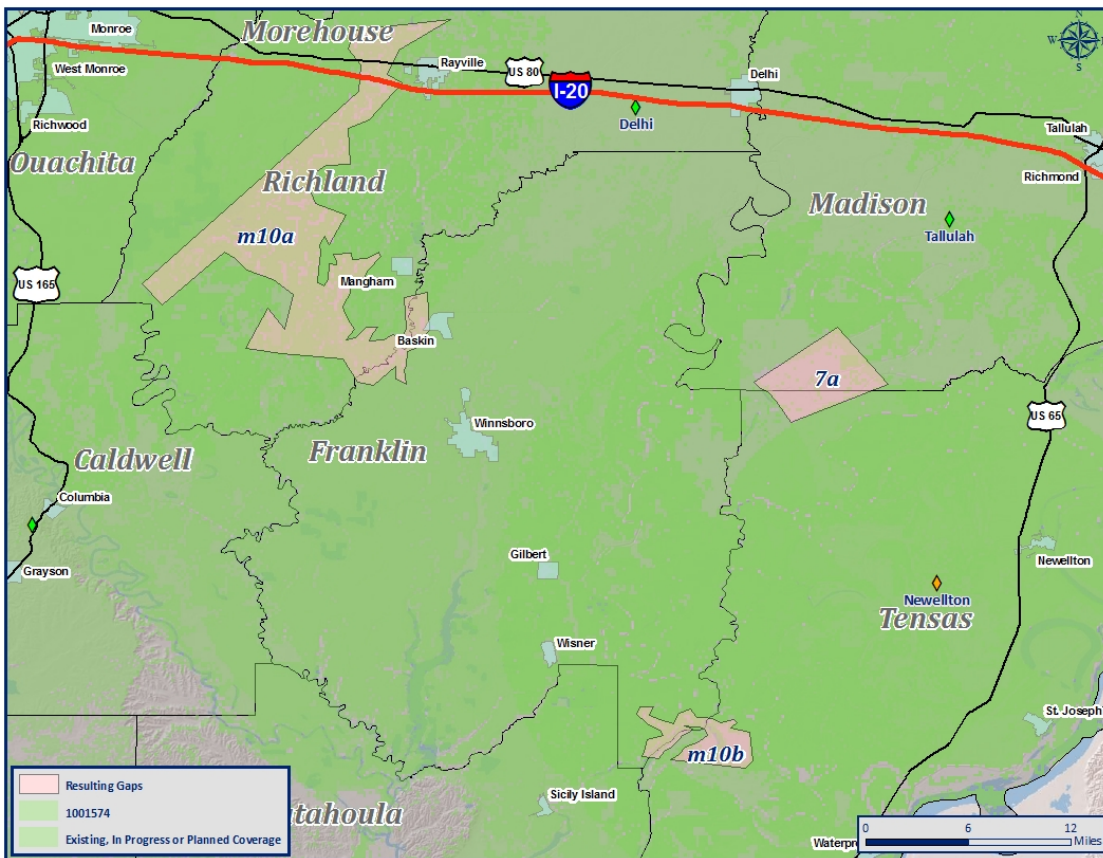 Monroe
Morehouse
N
W
E
S
West Monroe
Rayville
US 80
I-20
Delhi
Delhi
Richwood
Tallulah
Ouachita
Richland
Richmond
Madison
m10a
Tallulah
US 165
Mangham
Baskin
7a
US 65
Winnsboro
Franklin
Caldwell
Columbia
Gilbert
Newellton
Grayson
Newellton
Tensas
Wisner
St. Joseph
m10b
Resulting Gaps
1001574
Existing, In Progress or Planned Coverage
Sicily Island
atahoula
Waterpr
0 6 12
Miles